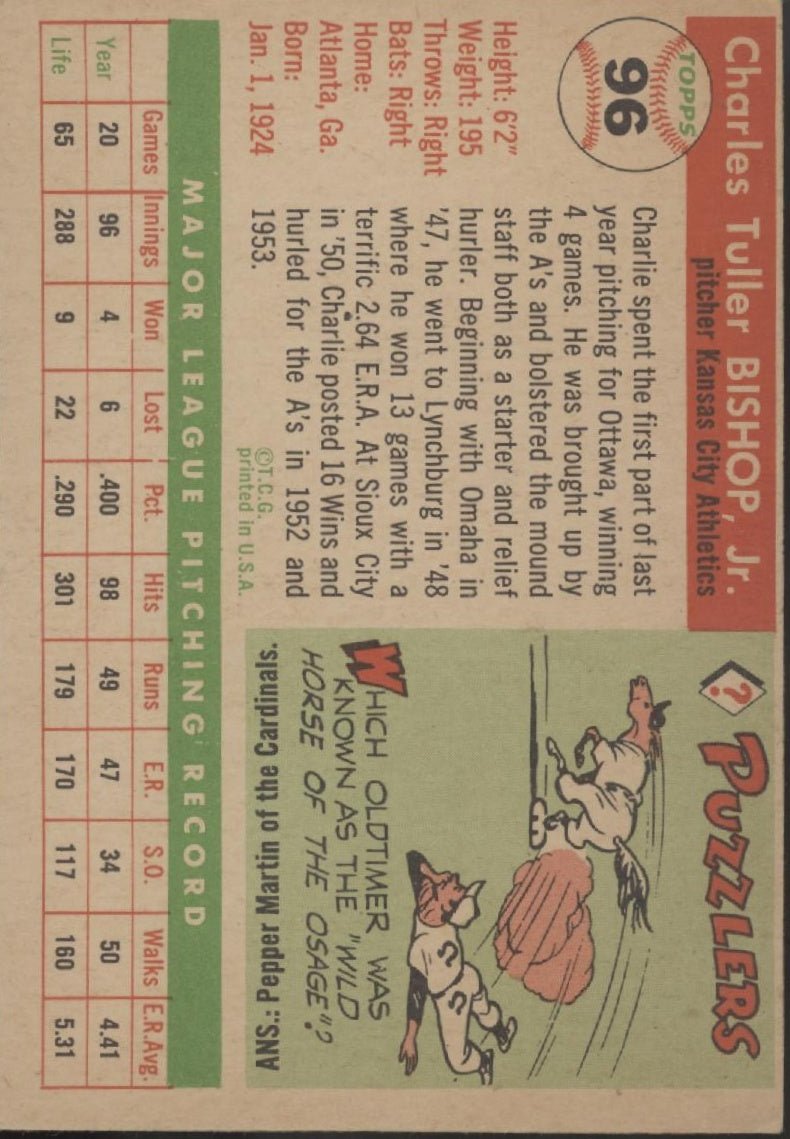 Charles Tuller BISHOP, Jr.
pitcher Kansas City Athletics
TOPPS
96
Height: 6'2"
Weight: 195
Throws: Right
Bats: Right
Home:
Atlanta, Ga.
Born:
Jan. 1, 1924
Charlie spent the first part of last
year pitching for Ottawa, winning
4 games. He was brought up by
the A's and bolstered the mound
staff both as a starter and relief
hurler. Beginning with Omaha in
'47, he went to Lynchburg in '48
where he won 13 games with a
terrific 2.64 E.R.A. At Sioux City
in '50, Charlie posted 16 Wins and
hurled for the A's in 1952 and
1953.
©T.C.G.
printed in U.S.A.
? PUZZLERS
WHICH OLDTIMER WAS
KNOWN AS THE "WILD
HORSE OF THE OSAGE"?
ANS.: Pepper Martin of the Cardinals.
MAJOR LEAGUE PITCHING RECORD
Games Innings Won Lost Pct. Hits Runs E.R. S.O. Walks E.R.Avg.
Year 20 96 4 6 .400 98 49 47 34 50 4.41
Life 65 288 9 22 .290 301 179 170 117 160 5.31